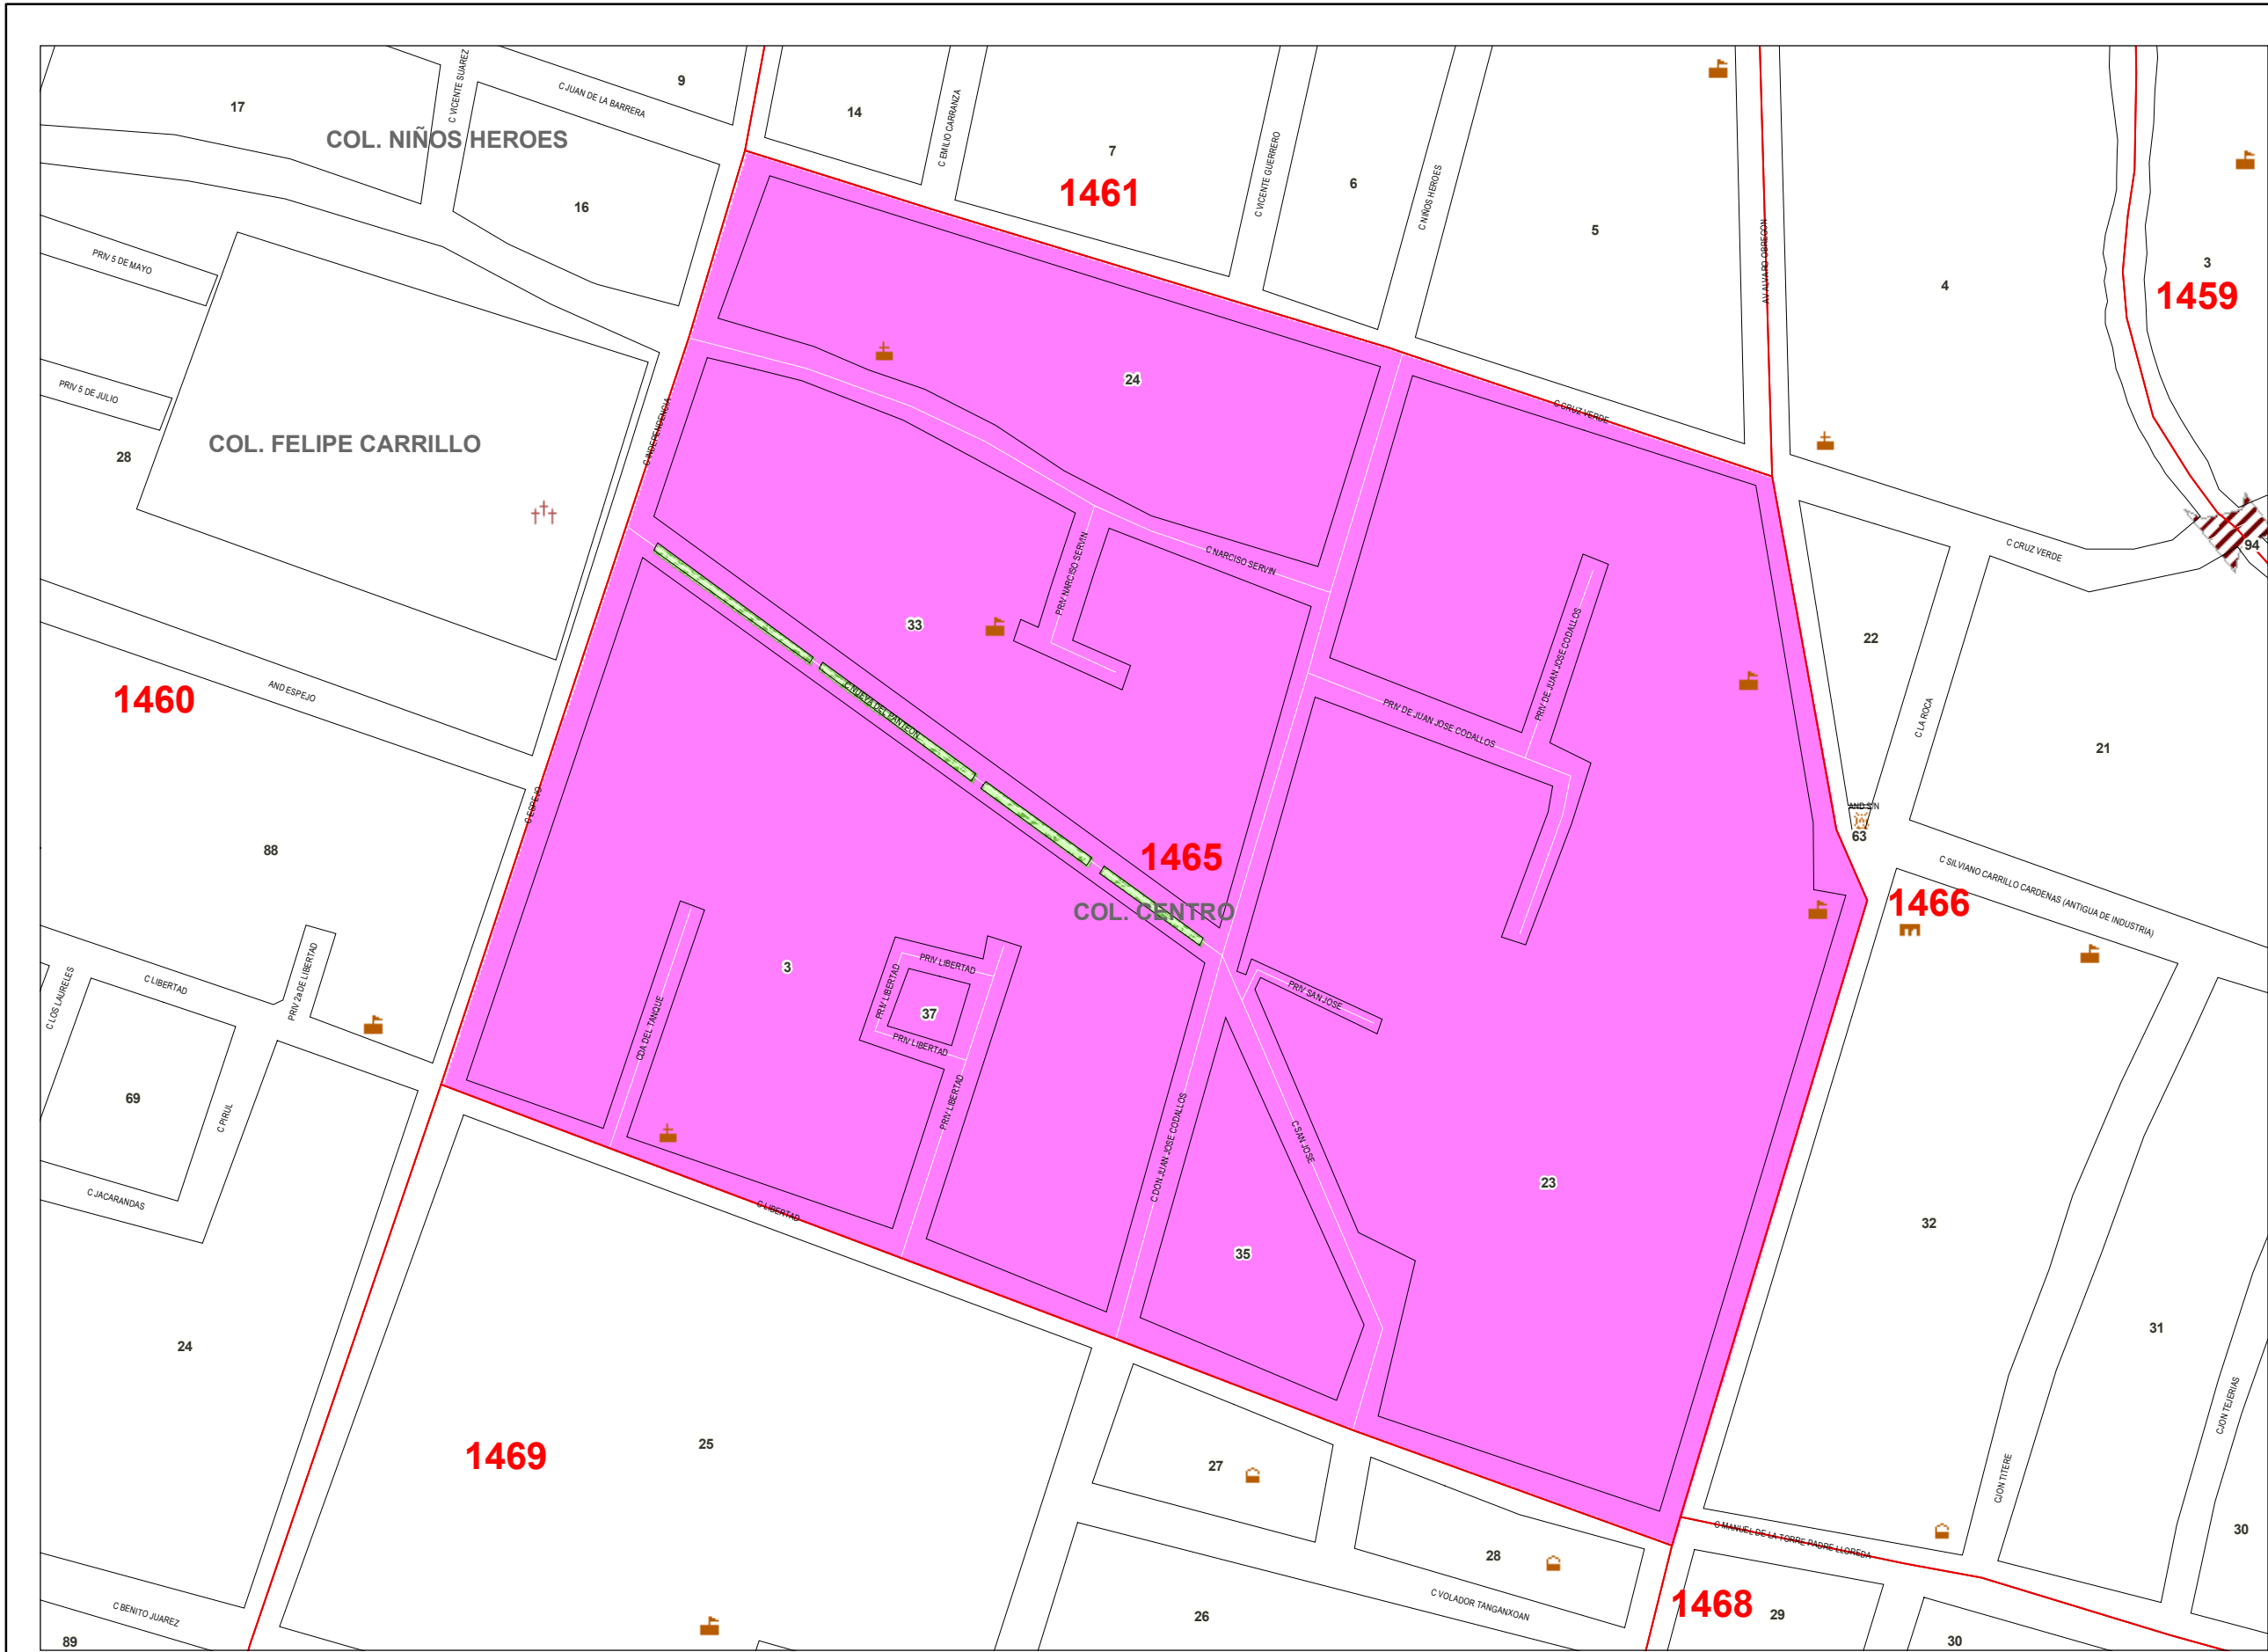 9
C VICENTE SUAREZ
C JUAN DE LA BARRERA
17
14
COL. NIÑOS HEROES
C EMILIO CARRANZA
7
1461
C VICENTE GUERRERO
6
C NIÑOS HEROES
5
AV ALVARO OBREGON
4
3
1459
16
PRIV 5 DE MAYO
PRIV 5 DE JULIO
COL. FELIPE CARRILLO
28
C INDEPENDENCIA
24
C CRUZ VERDE
C CRUZ VERDE
94
C NARCISO SERVIN
PRIV NARCISO SERVIN
33
PRIV DE JUAN JOSE CODALLOS
PRIV DE JUAN JOSE CODALLOS
22
C LA ROCA
21
AND ESPEJO
1460
C NUEVA DEL PANTEON
C ESPEJO
AND S/N
63
88
1465
COL. CENTRO
C SILVIANO CARRILLO CARDENAS (ANTIGUA DE INDUSTRIA)
1466
3
PRIV LIBERTAD
PRIV LIBERTAD
37
PRIV LIBERTAD
PRIV LIBERTAD
CDA DEL TANQUE
PRIV SAN JOSE
C LIBERTAD
PRIV 2a DE LIBERTAD
C LOS LAURELES
69
C PIRUL
C JACARANDAS
C DON JUAN JOSE CODALLOS
C SAN JOSE
23
C LIBERTAD
35
32
31
24
25
1469
27
28
CJON TEJERIAS
CJON TITERE
C MANUEL DE LA TORRE PADRE LLOREDA
30
C VOLADOR TANGANXOAN
26
1468
29
30
C BENITO JUAREZ
89